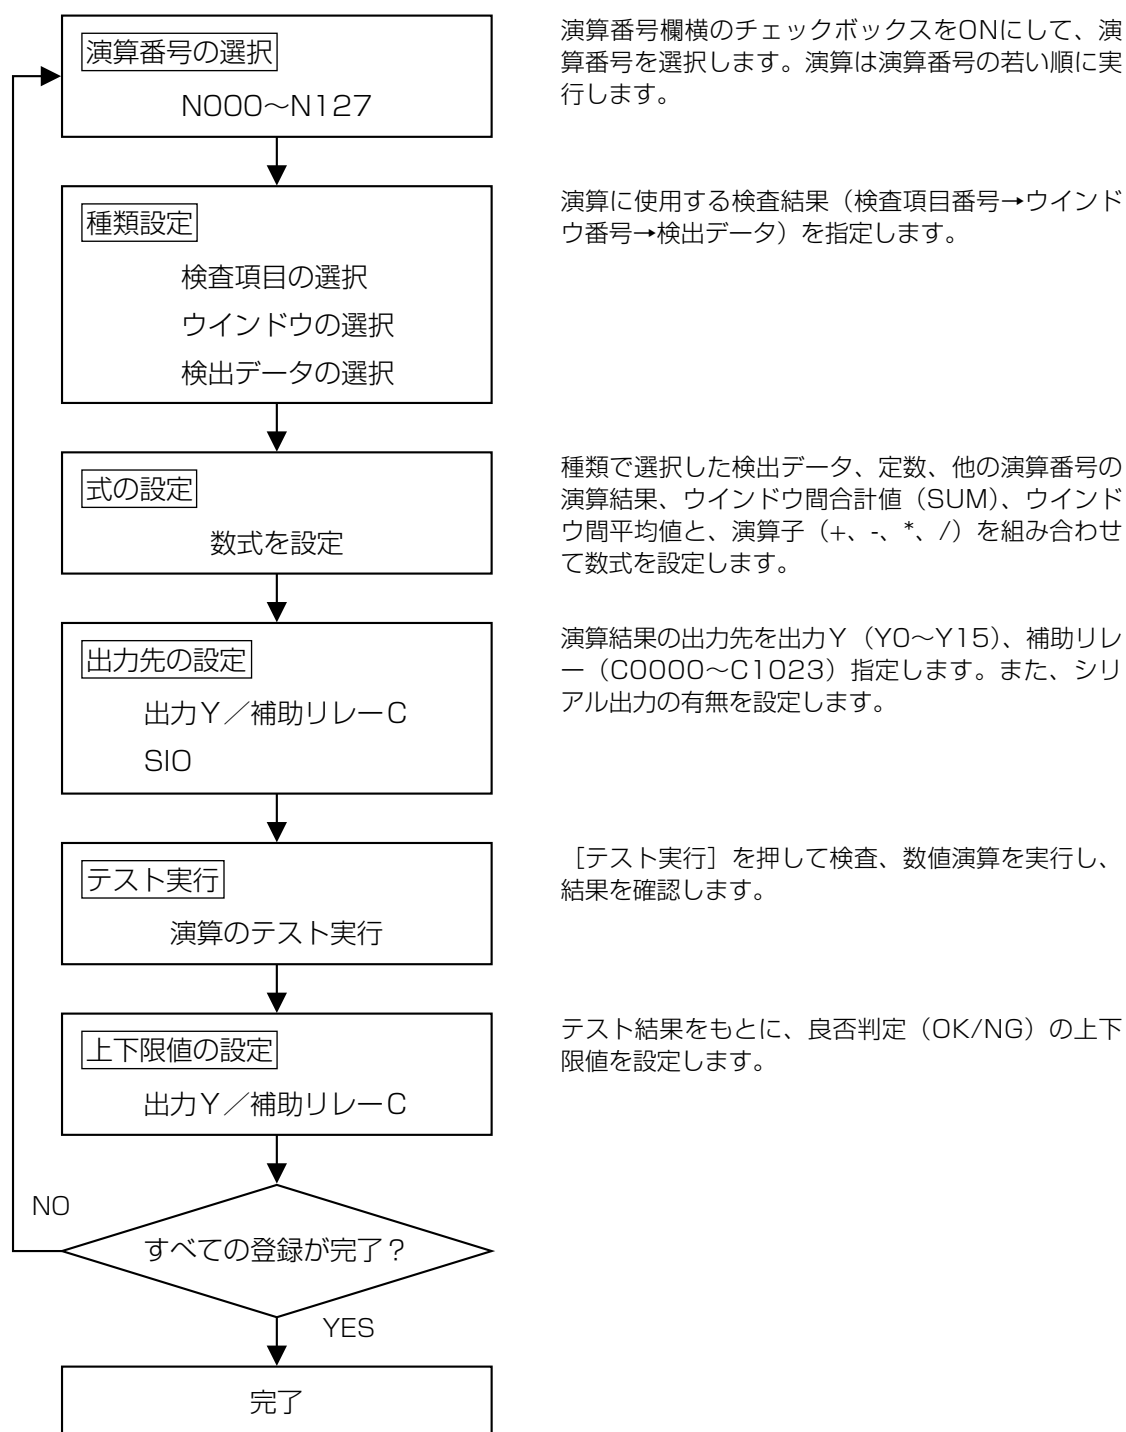 演算番号の選択
N000〜N127
演算番号欄横のチェックボックスをONにして、演
算番号を選択します。演算は演算番号の若い順に実
行します。
種類設定
検査項目の選択
ウインドウの選択
検出データの選択
演算に使用する検査結果（検査項目番号→ウインド
ウ番号→検出データ）を指定します。
式の設定
数式を設定
種類で選択した検出データ、定数、他の演算番号の
演算結果、ウインドウ間合計値（SUM）、ウインド
ウ間平均値と、演算子（+、-、*、/）を組み合わせ
て数式を設定します。
出力先の設定
出力Y／補助リレーC
SIO
演算結果の出力先を出力Y（Y0〜Y15）、補助リレ
ー（C0000〜C1023）指定します。また、シリ
アル出力の有無を設定します。
テスト実行
演算のテスト実行
［テスト実行］を押して検査、数値演算を実行し、
結果を確認します。
上下限値の設定
出力Y／補助リレーC
テスト結果をもとに、良否判定（OK/NG）の上下
限値を設定します。
NO
すべての登録が完了？
YES
完了